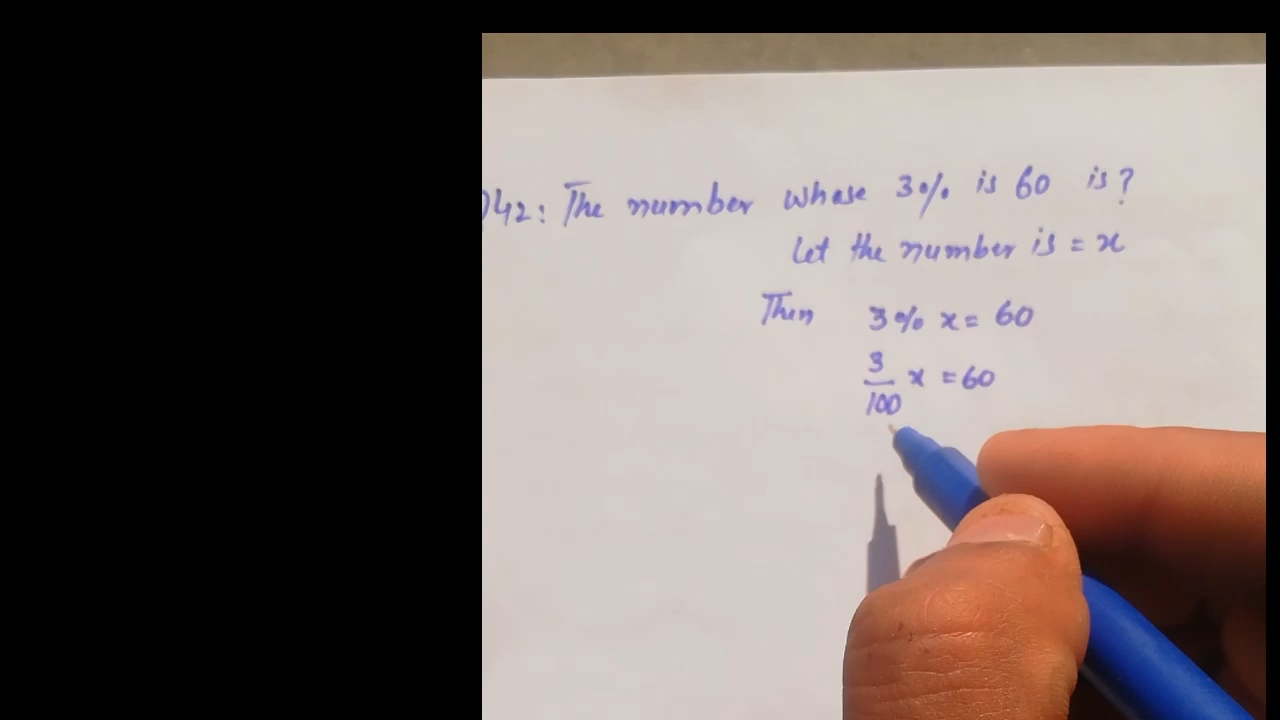 42: The number whose 3% is 60 is?
Let the number is = x
Then 3% x = 60
3/100 x = 60